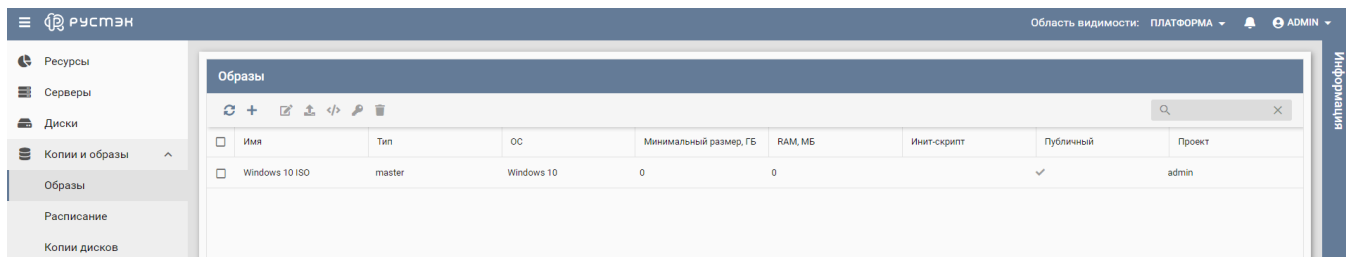 РУСТЭК
Область видимости: ПЛАТФОРМА
ADMIN
Ресурсы
Серверы
Диски
Копии и образы
Образы
Расписание
Копии дисков
Образы
Имя Тип ОС Минимальный размер, ГБ RAM, МБ Инит-скрипт Публичный Проект
Windows 10 ISO master Windows 10 0 0 admin
Информация